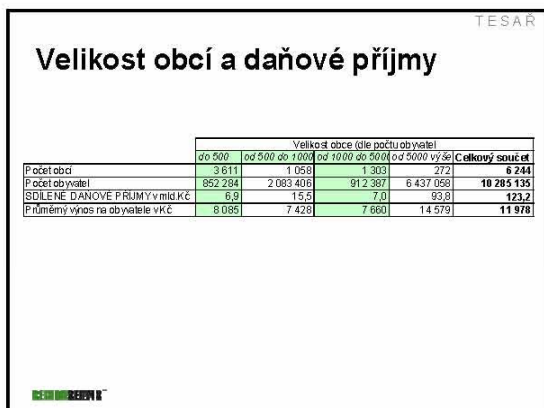 TESAŘ
Velikost obcí a daňové příjmy
Velikost obce (dle počtu obyvatel
do 500 od 500 do 1000 od 1000 do 5000 od 5000 výše Celkový součet
Počet obcí 3 611 1 058 1 303 272 6 244
Počet obyvatel 852 284 2 083 406 912 387 6 437 058 10 285 135
SDÍLENÉ DAŇOVÉ PŘÍJMY v mld.Kč 6,9 15,5 7,0 93,8 123,2
Průměrný výnos na obyvatele v Kč 8 085 7 428 7 660 14 579 11 978